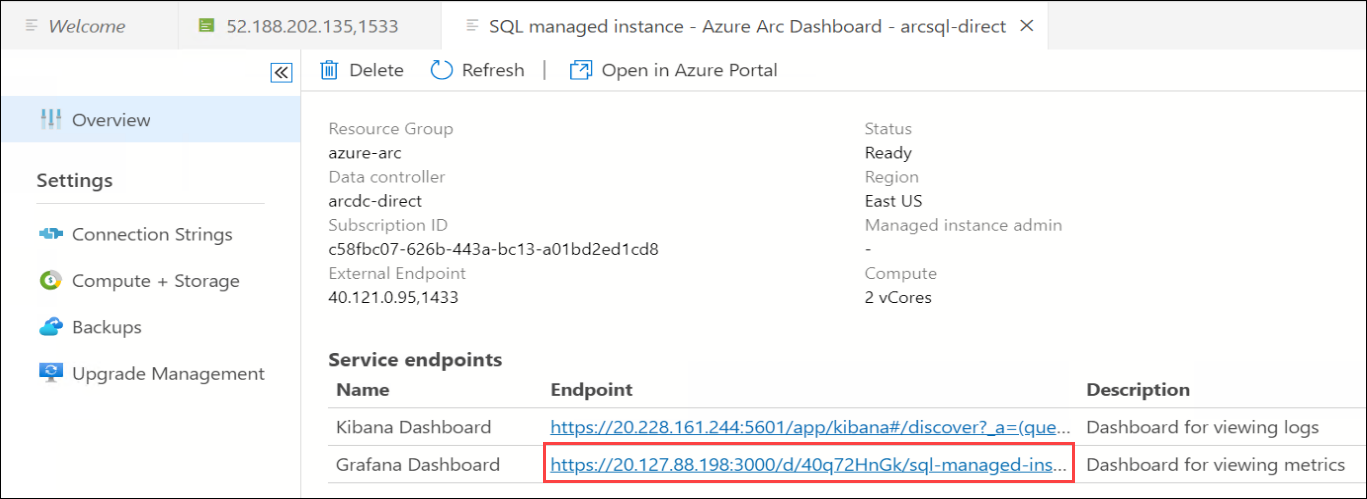 Welcome 52.188.202.135,1533 SQL managed instance - Azure Arc Dashboard - arcsql-direct
Delete Refresh | Open in Azure Portal
Overview
Settings
Connection Strings
Compute + Storage
Backups
Upgrade Management
Resource Group
azure-arc
Data controller
arcdc-direct
Subscription ID
c58fbc07-626b-443a-bc13-a01bd2ed1cd8
External Endpoint
40.121.0.95,1433
Status
Ready
Region
East US
Managed instance admin
-
Compute
2 vCores
Service endpoints
Name Endpoint Description
Kibana Dashboard https://20.228.161.244:5601/app/kibana#/discover?_a=(que... Dashboard for viewing logs
Grafana Dashboard https://20.127.88.198:3000/d/40q72HnGk/sql-managed-ins... Dashboard for viewing metrics